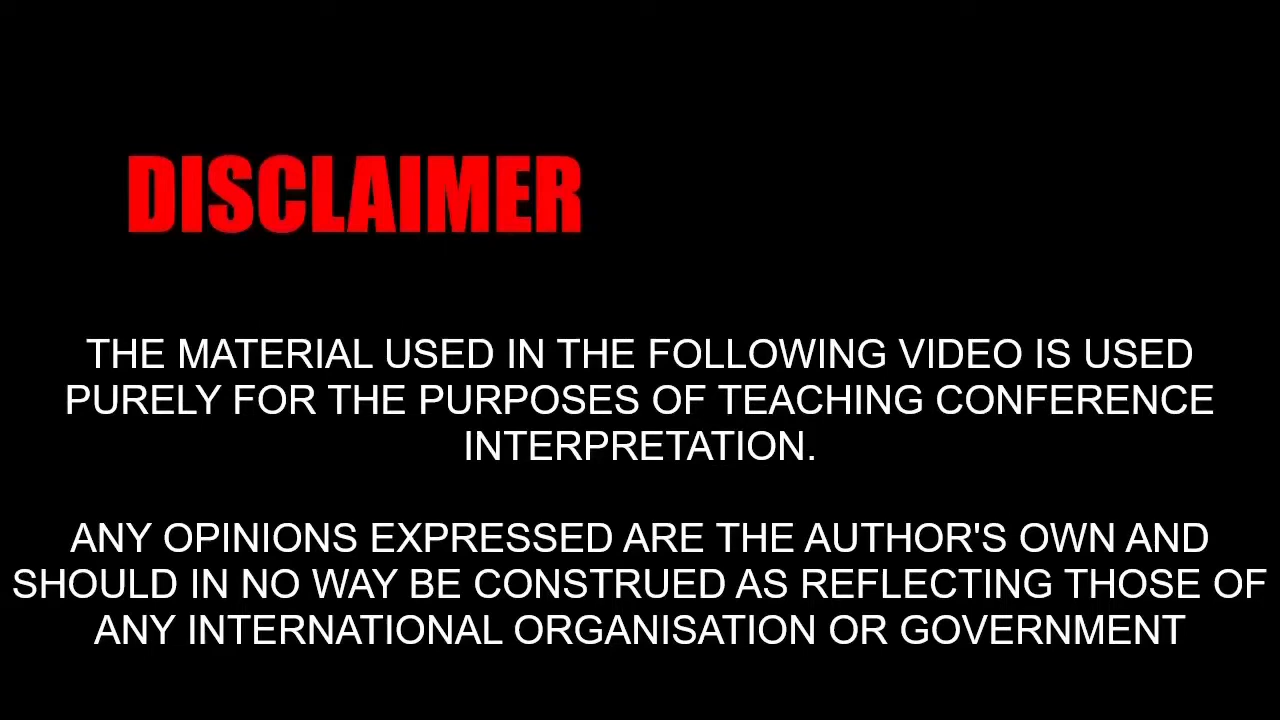 DISCLAIMER
THE MATERIAL USED IN THE FOLLOWING VIDEO IS USED
PURELY FOR THE PURPOSES OF TEACHING CONFERENCE
INTERPRETATION.
ANY OPINIONS EXPRESSED ARE THE AUTHOR'S OWN AND
SHOULD IN NO WAY BE CONSTRUED AS REFLECTING THOSE OF
ANY INTERNATIONAL ORGANISATION OR GOVERNMENT